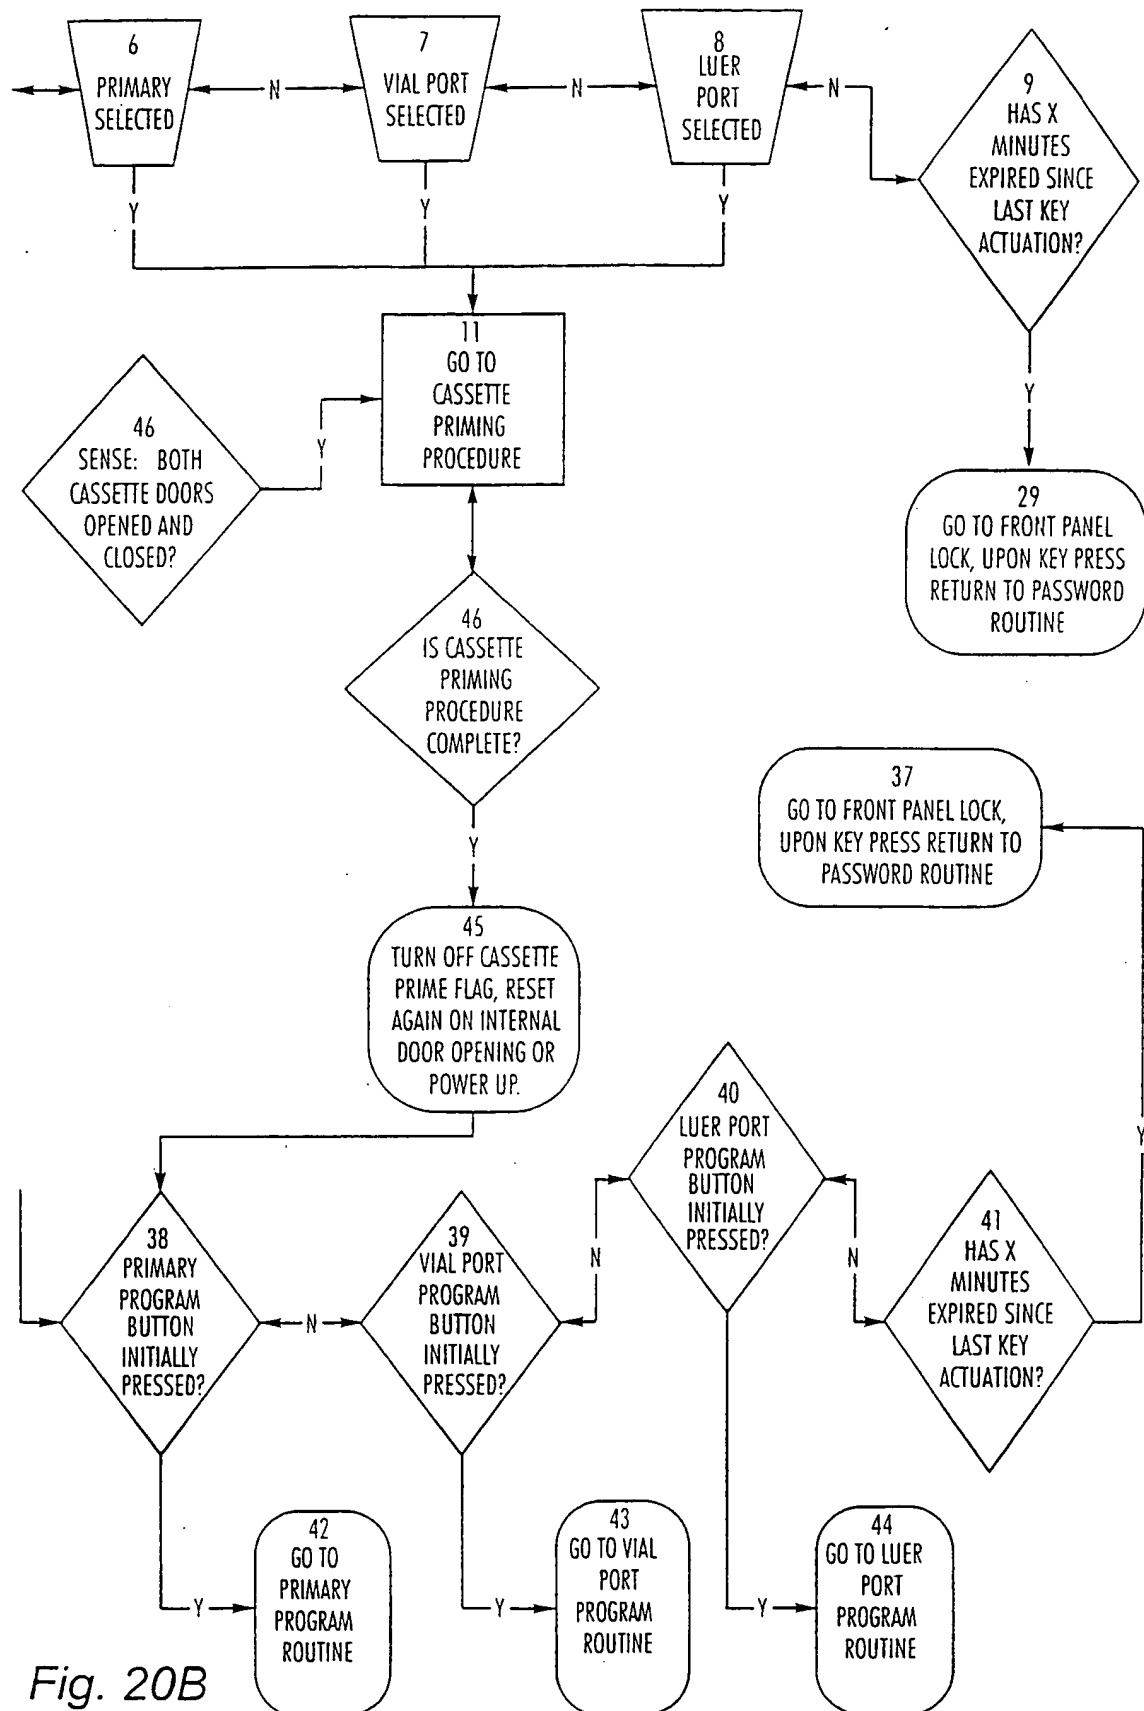 6
PRIMARY
SELECTED
N
7
VIAL PORT
SELECTED
N
8
LUER
PORT
SELECTED
N
9
HAS X
MINUTES
EXPIRED SINCE
LAST KEY
ACTUATION?
Y
Y
Y
Y
11
GO TO
CASSETTE
PRIMING
PROCEDURE
46
SENSE: BOTH
CASSETTE DOORS
OPENED AND
CLOSED?
Y
29
GO TO FRONT PANEL
LOCK, UPON KEY PRESS
RETURN TO PASSWORD
ROUTINE
46
IS CASSETTE
PRIMING
PROCEDURE
COMPLETE?
Y
37
GO TO FRONT PANEL LOCK,
UPON KEY PRESS RETURN TO
PASSWORD ROUTINE
45
TURN OFF CASSETTE
PRIME FLAG, RESET
AGAIN ON INTERNAL
DOOR OPENING OR
POWER UP.
38
PRIMARY
PROGRAM
BUTTON
INITIALLY
PRESSED?
N
39
VIAL PORT
PROGRAM
BUTTON
INITIALLY
PRESSED?
N
40
LUER PORT
PROGRAM
BUTTON
INITIALLY
PRESSED?
N
41
HAS X
MINUTES
EXPIRED SINCE
LAST KEY
ACTUATION?
Y
Y
42
GO TO
PRIMARY
PROGRAM
ROUTINE
Y
43
GO TO VIAL
PORT
PROGRAM
ROUTINE
Y
44
GO TO LUER
PORT
PROGRAM
ROUTINE
Fig. 20B